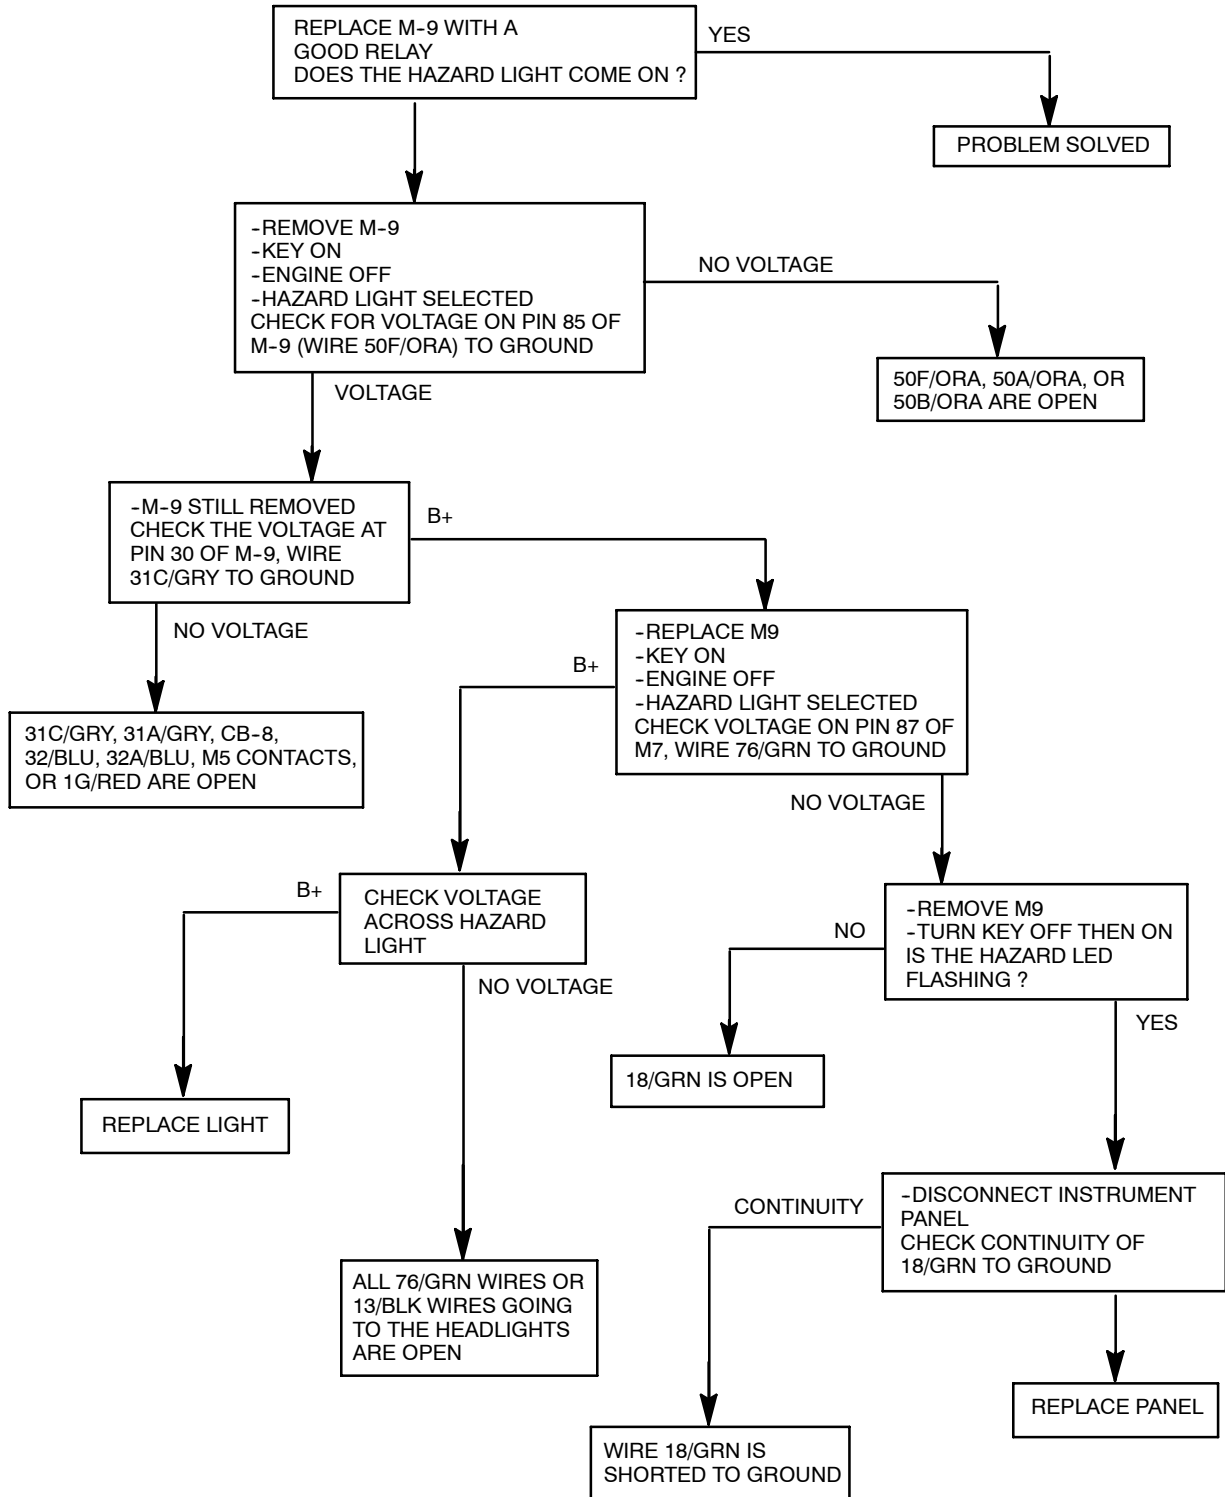 REPLACE M-9 WITH A
GOOD RELAY
DOES THE HAZARD LIGHT COME ON ?
YES
PROBLEM SOLVED
-REMOVE M-9
-KEY ON
-ENGINE OFF
-HAZARD LIGHT SELECTED
CHECK FOR VOLTAGE ON PIN 85 OF
M-9 (WIRE 50F/ORA) TO GROUND
NO VOLTAGE
50F/ORA, 50A/ORA, OR
50B/ORA ARE OPEN
VOLTAGE
-M-9 STILL REMOVED
CHECK THE VOLTAGE AT
PIN 30 OF M-9, WIRE
31C/GRY TO GROUND
B+
NO VOLTAGE
31C/GRY, 31A/GRY, CB-8,
32/BLU, 32A/BLU, M5 CONTACTS,
OR 1G/RED ARE OPEN
-REPLACE M9
-KEY ON
-ENGINE OFF
-HAZARD LIGHT SELECTED
CHECK VOLTAGE ON PIN 87 OF
M7, WIRE 76/GRN TO GROUND
B+
NO VOLTAGE
CHECK VOLTAGE
ACROSS HAZARD
LIGHT
B+
REPLACE LIGHT
NO VOLTAGE
ALL 76/GRN WIRES OR
13/BLK WIRES GOING
TO THE HEADLIGHTS
ARE OPEN
-REMOVE M9
-TURN KEY OFF THEN ON
IS THE HAZARD LED
FLASHING ?
NO
18/GRN IS OPEN
YES
-DISCONNECT INSTRUMENT
PANEL
CHECK CONTINUITY OF
18/GRN TO GROUND
CONTINUITY
WIRE 18/GRN IS
SHORTED TO GROUND
REPLACE PANEL